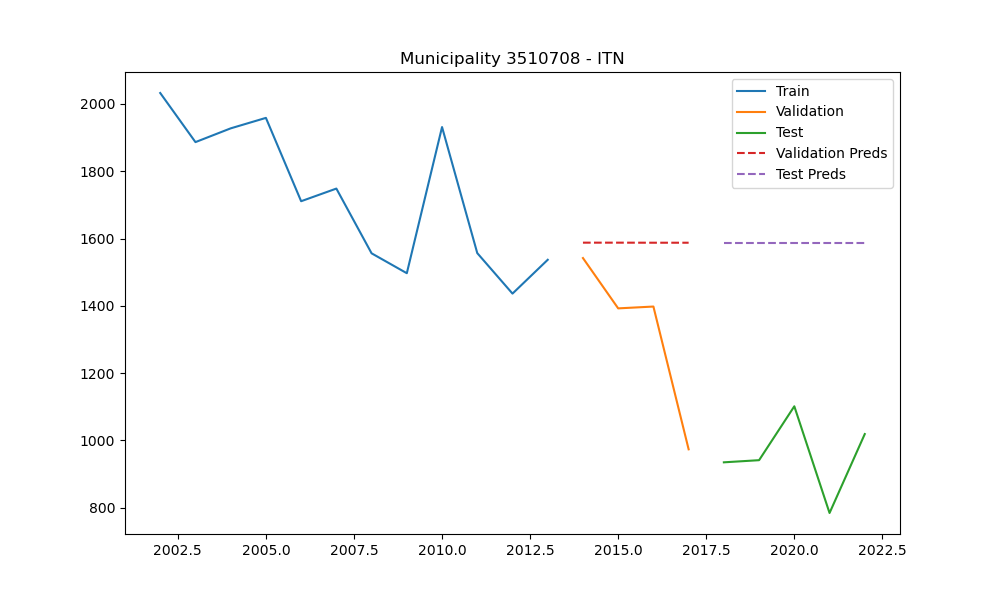 Municipality 3510708 - ITN
2000
1800
1600
1400
1200
1000
800
2002.5 2005.0 2007.5 2010.0 2012.5 2015.0 2017.5 2020.0 2022.5
Train
Validation
Test
Validation Preds
Test Preds